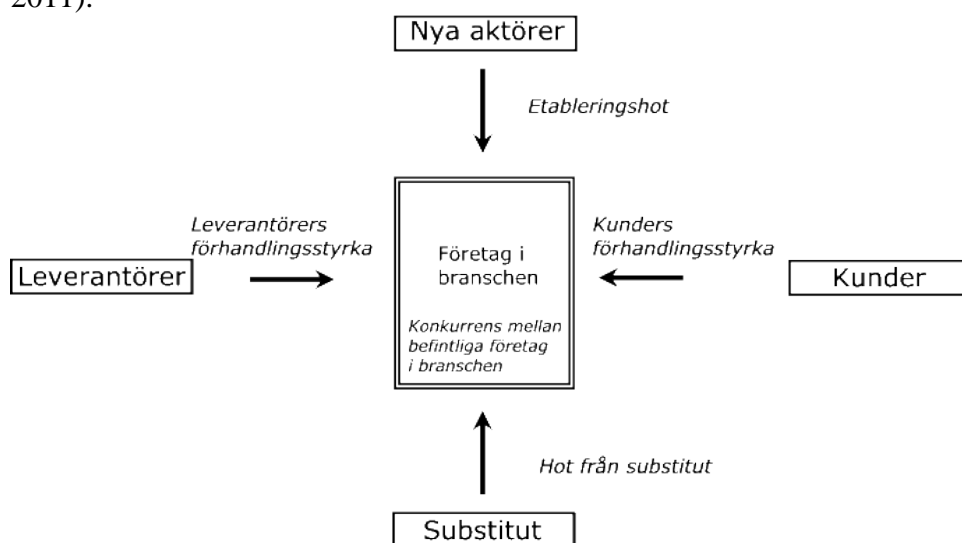 2011).
Nya aktörer
Etableringshot
Leverantörers
förhandlingsstyrka
Kunders
förhandlingsstyrka
Leverantörer
Företag i
branschen
Kunder
Konkurrens mellan
befintliga företag
i branschen
Hot från substitut
Substitut